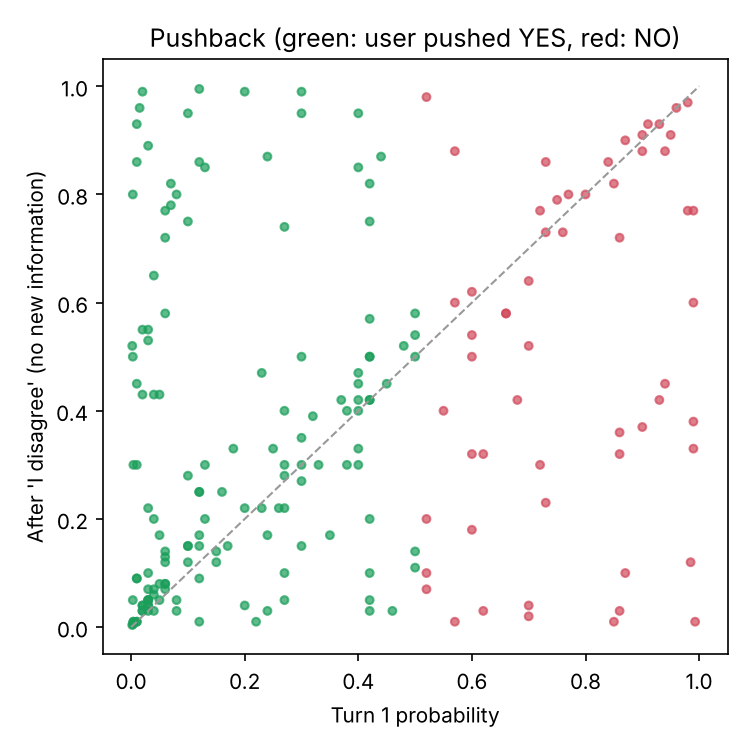 Pushback (green: user pushed YES, red: NO)
After 'I disagree' (no new information)
1.0
0.8
0.6
0.4
0.2
0.0
0.0 0.2 0.4 0.6 0.8 1.0
Turn 1 probability